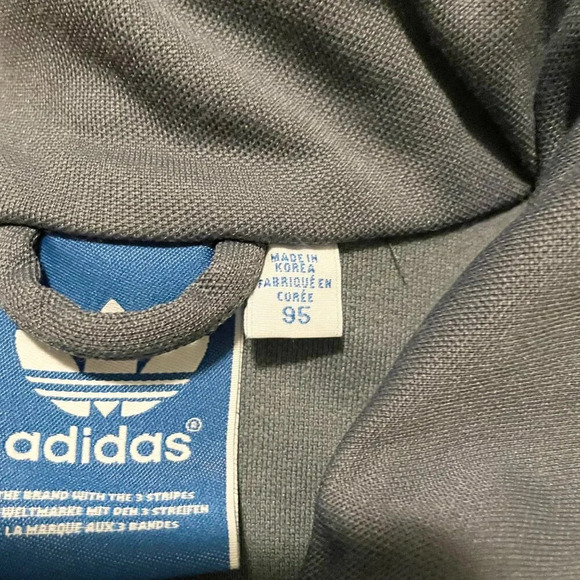 MADE IN
KOREA
FABRIQUÉ EN
CORÉE
95
adidas®
THE BRAND WITH THE 3 STRIPES
WELTMARKE MIT DEN 3 STREIFEN
LA MARQUE AUX 3 BANDES